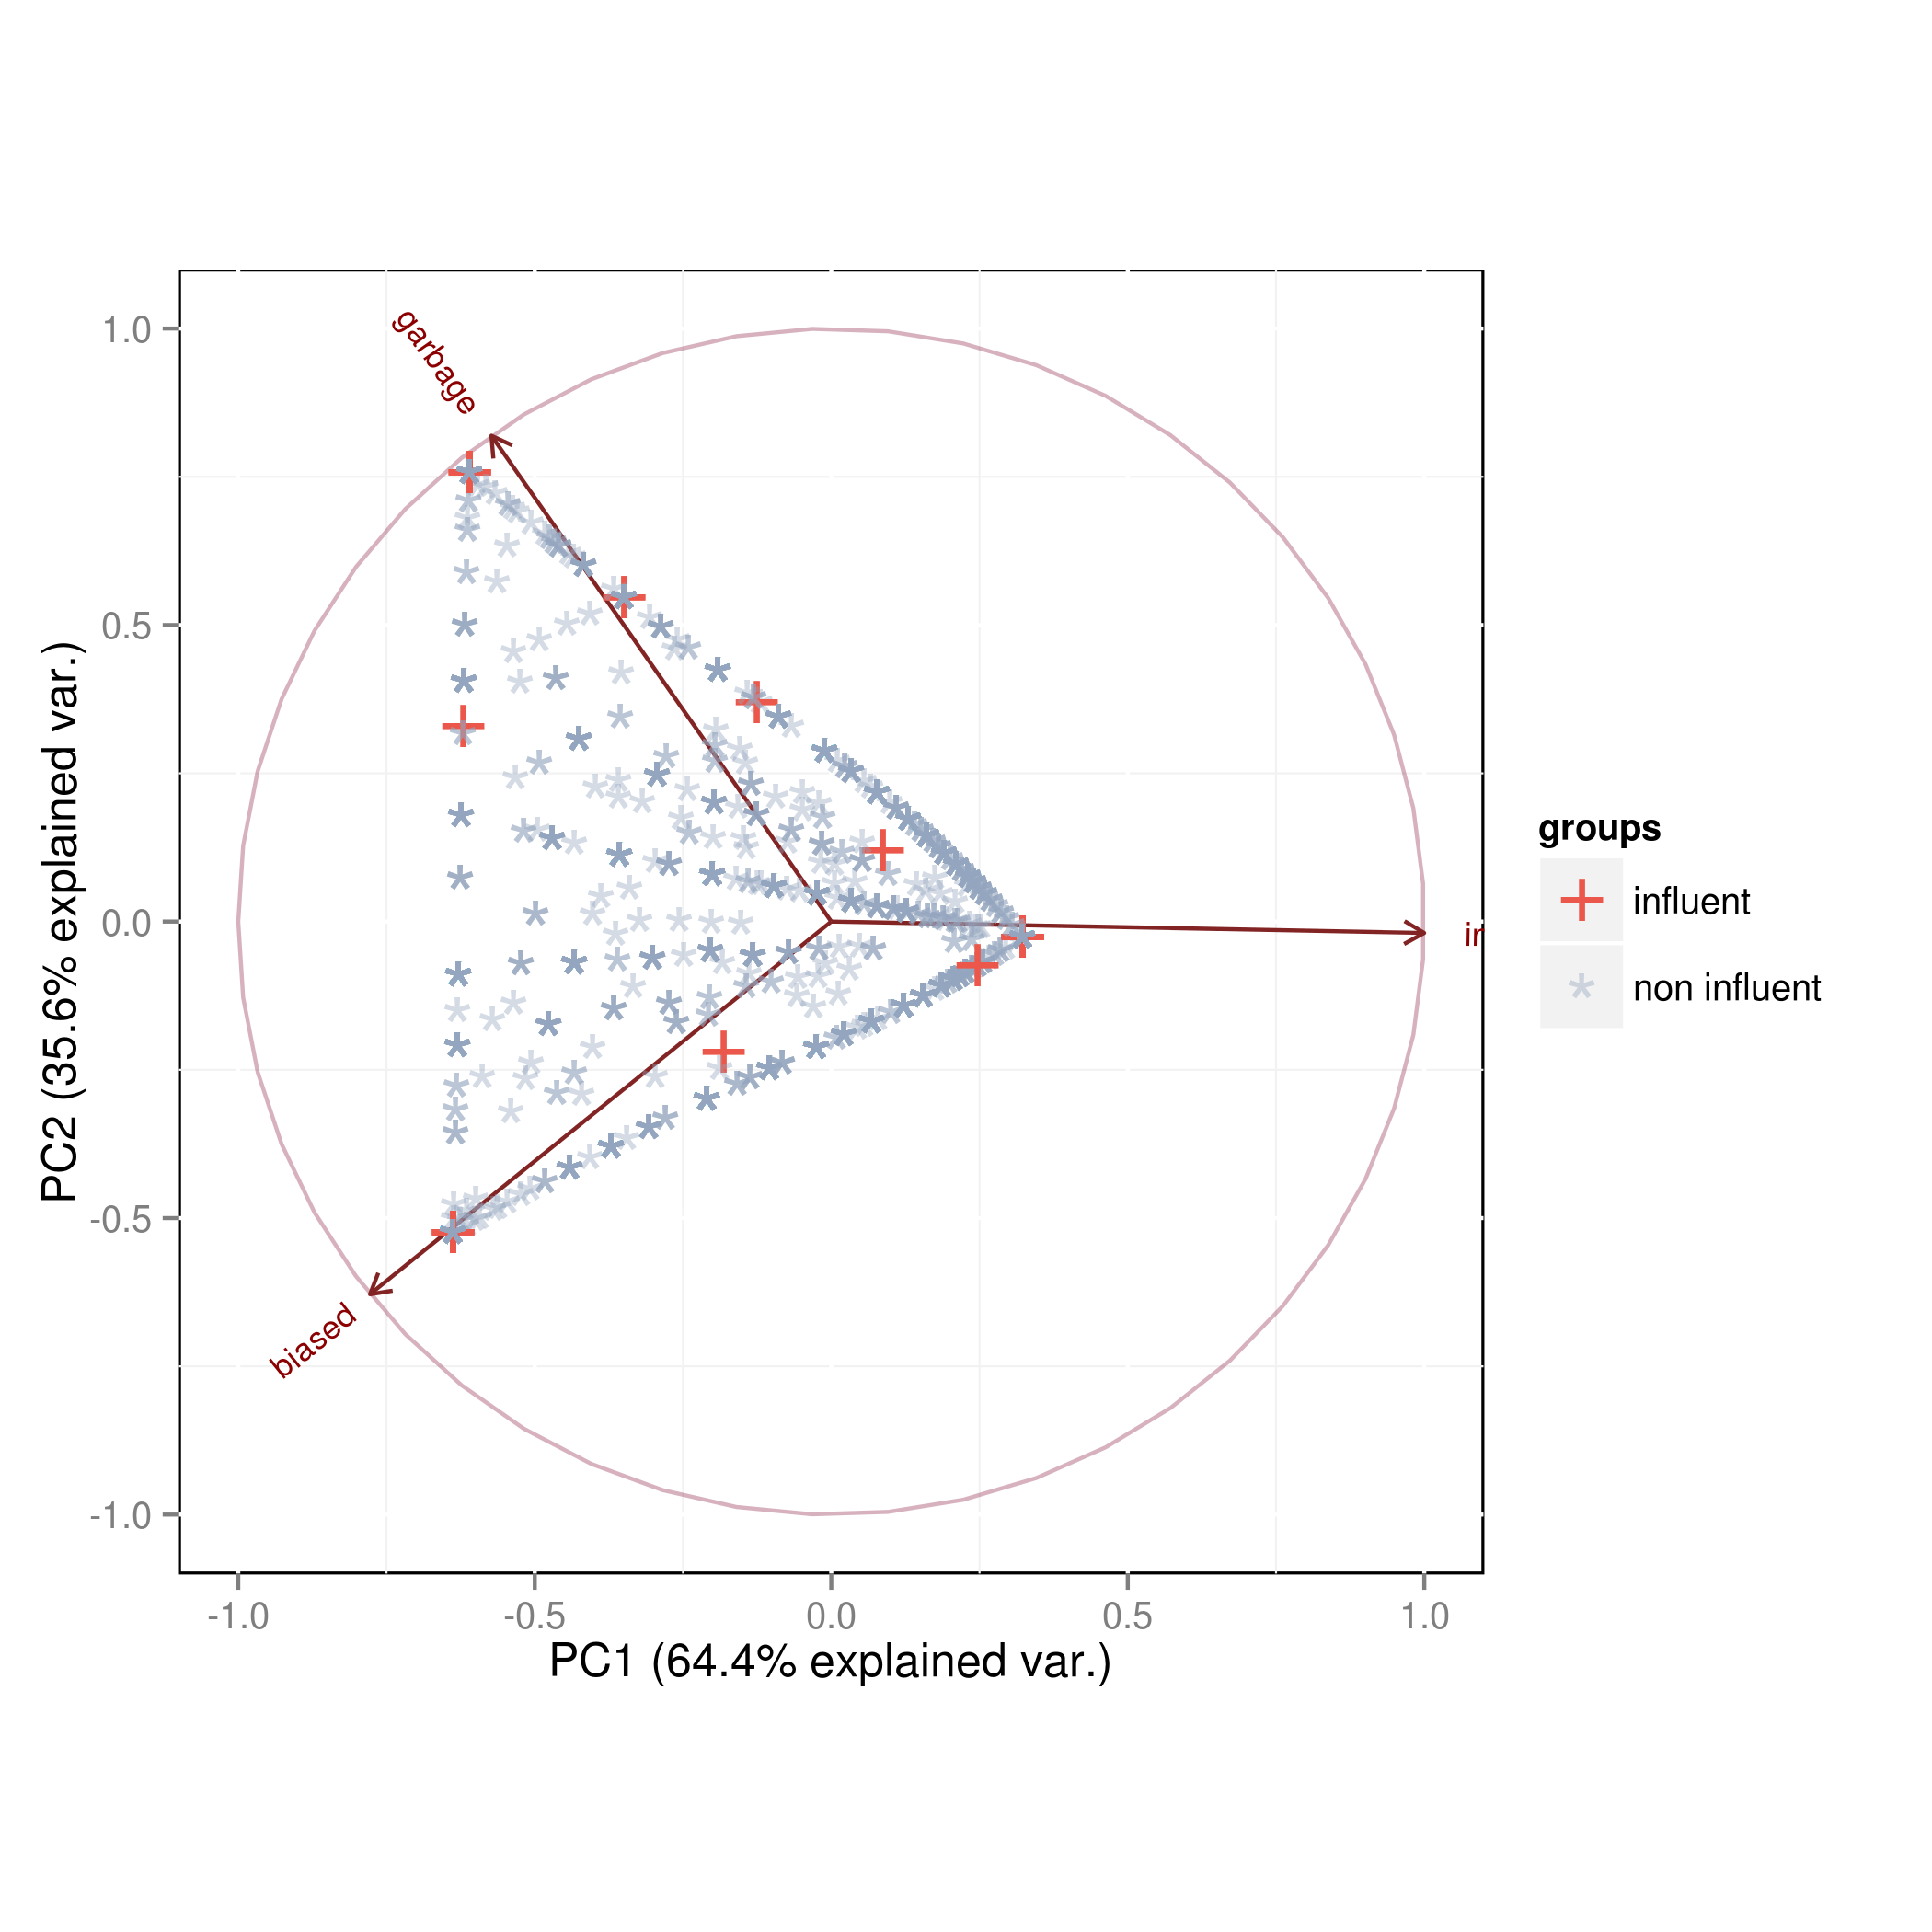 garbage
biased
in
1.0
0.5
0.0
-0.5
-1.0
-1.0
-0.5
0.0
0.5
1.0
PC1 (64.4% explained var.)
PC2 (35.6% explained var.)
groups
influent
non influent